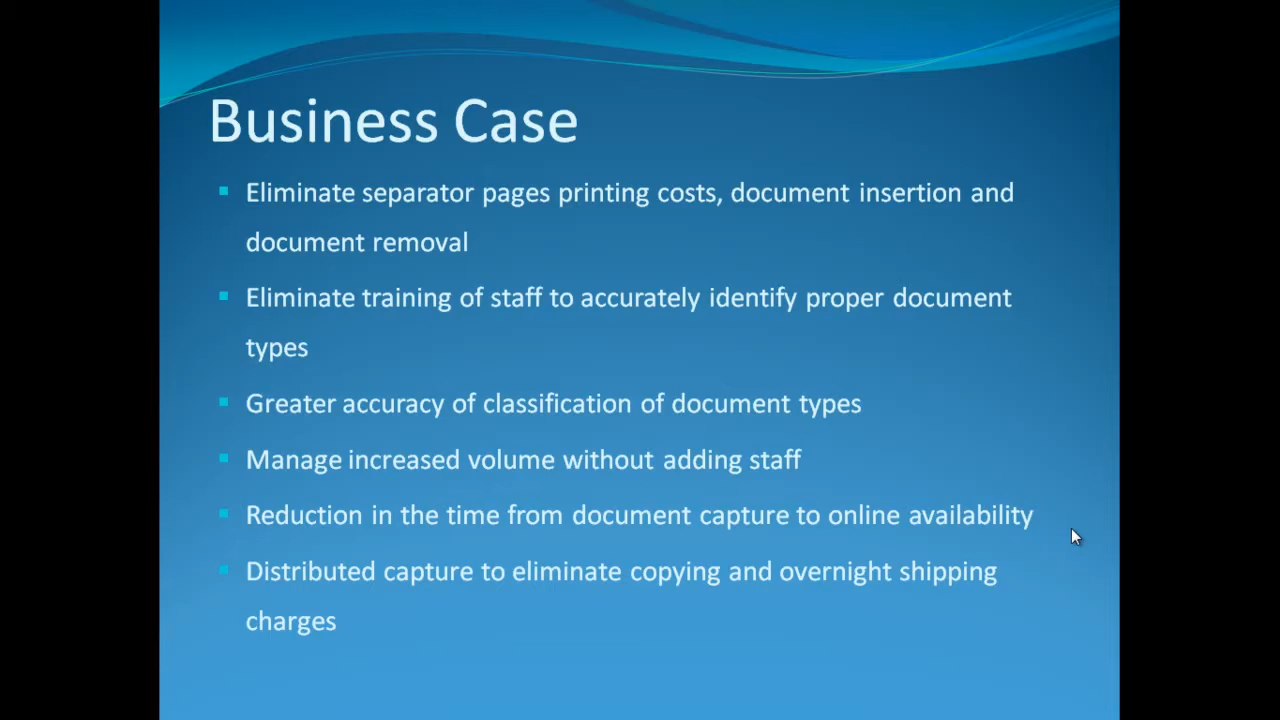 Business Case
Eliminate separator pages printing costs, document insertion and
document removal
Eliminate training of staff to accurately identify proper document
types
Greater accuracy of classification of document types
Manage increased volume without adding staff
Reduction in the time from document capture to online availability
Distributed capture to eliminate copying and overnight shipping
charges